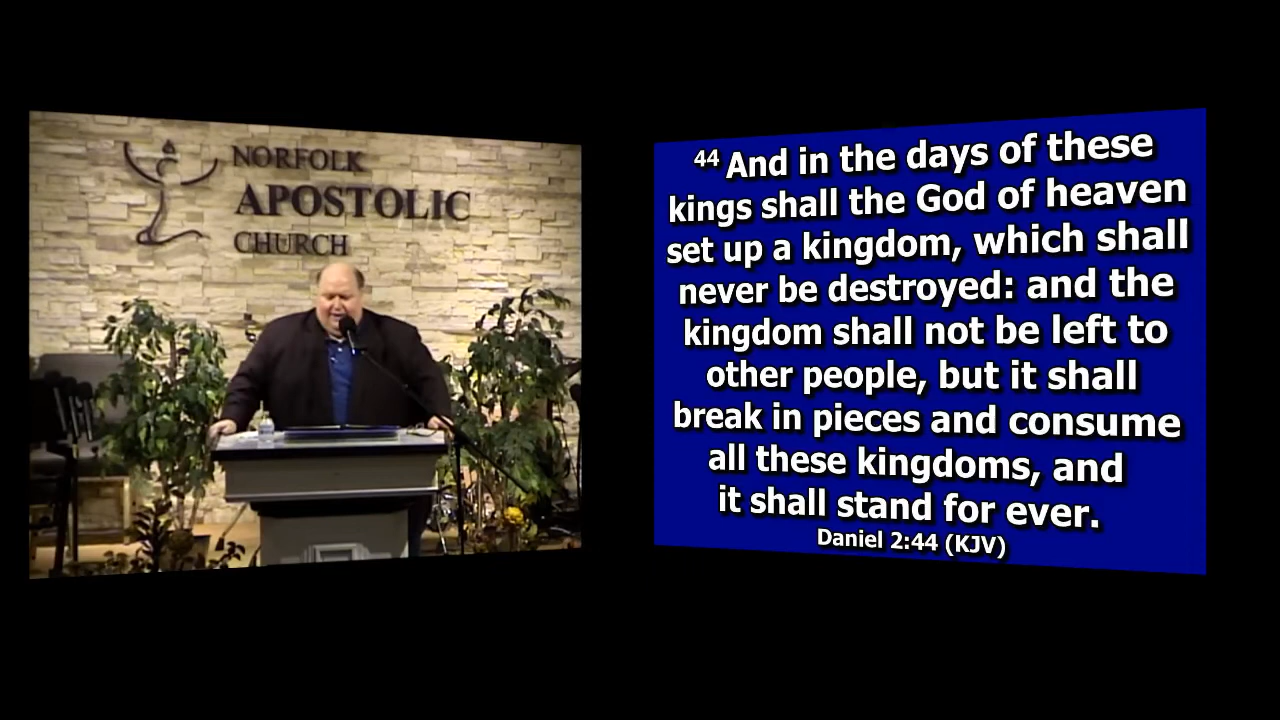 NORFOLK
APOSTOLIC
CHURCH
44 And in the days of these
kings shall the God of heaven
set up a kingdom, which shall
never be destroyed: and the
kingdom shall not be left to
other people, but it shall
break in pieces and consume
all these kingdoms, and
it shall stand for ever.
Daniel 2:44 (KJV)